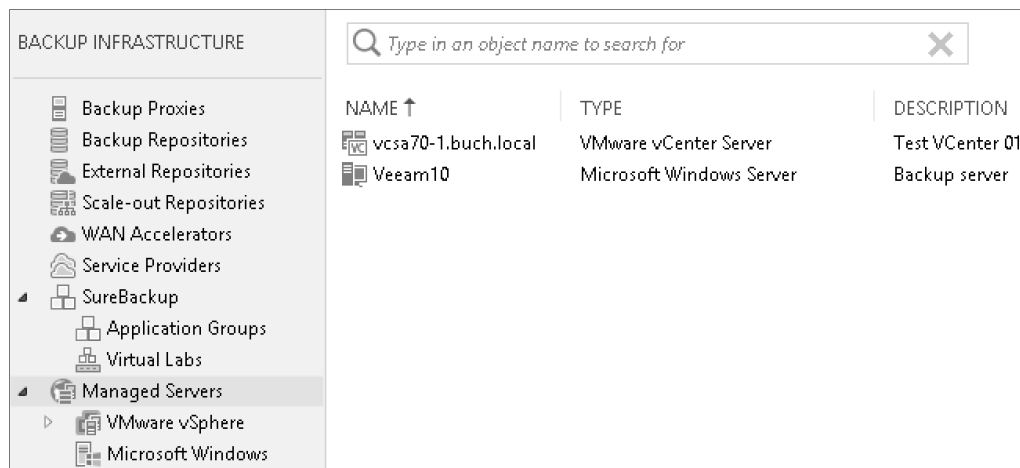 BACKUP INFRASTRUCTURE
Backup Proxies
Backup Repositories
External Repositories
Scale-out Repositories
WAN Accelerators
Service Providers
SureBackup
Application Groups
Virtual Labs
Managed Servers
VMware vSphere
Microsoft Windows
Type in an object name to search for
NAME TYPE DESCRIPTION
VC vcsa70-1.buch.local VMware vCenter Server Test VCenter 01
Veeam10 Microsoft Windows Server Backup server